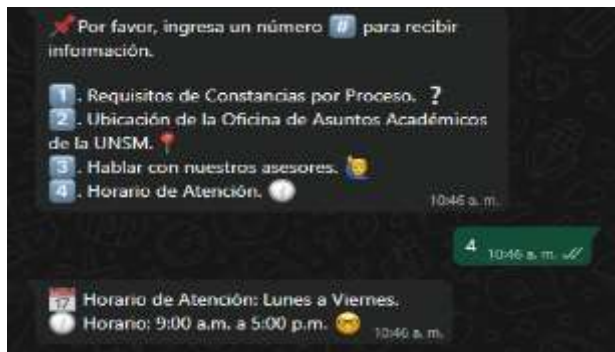 📌Por favor, ingresa un número #️⃣ para recibir
información.
1️⃣. Requisitos de Constancias por Proceso. ❔
2️⃣. Ubicación de la Oficina de Asuntos Académicos
de la UNSM.📍
3️⃣. Hablar con nuestros asesores. 🙋‍♂️
4️⃣. Horario de Atención. 🕐
10:46 a. m.
4
10:46 a. m.
📅 Horario de Atención: Lunes a Viernes.
🕐 Horario: 9:00 a.m. a 5:00 p.m. 🤓
10:46 a. m.